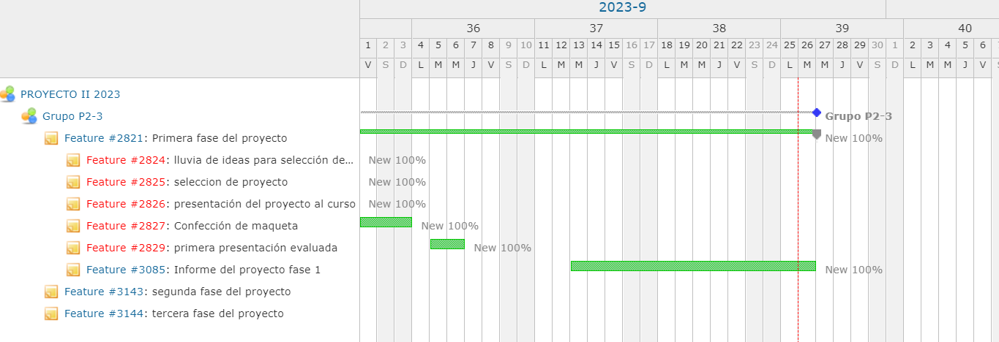 2023-9
36 37 38 39 40
1 2 3 4 5 6 7 8 9 10 11 12 13 14 15 16 17 18 19 20 21 22 23 24 25 26 27 28 29 30 1 2 3 4 5 6
V S D L M M J V S D L M M J V S D L M M J V S D L M M J V S D L M M J V
PROYECTO II 2023
Grupo P2-3 Grupo P2-3
Feature #2821: Primera fase del proyecto New 100%
Feature #2824: lluvia de ideas para selección de... New 100%
Feature #2825: seleccion de proyecto New 100%
Feature #2826: presentación del proyecto al curso New 100%
Feature #2827: Confección de maqueta New 100%
Feature #2829: primera presentación evaluada New 100%
Feature #3085: Informe del proyecto fase 1 New 100%
Feature #3143: segunda fase del proyecto
Feature #3144: tercera fase del proyecto